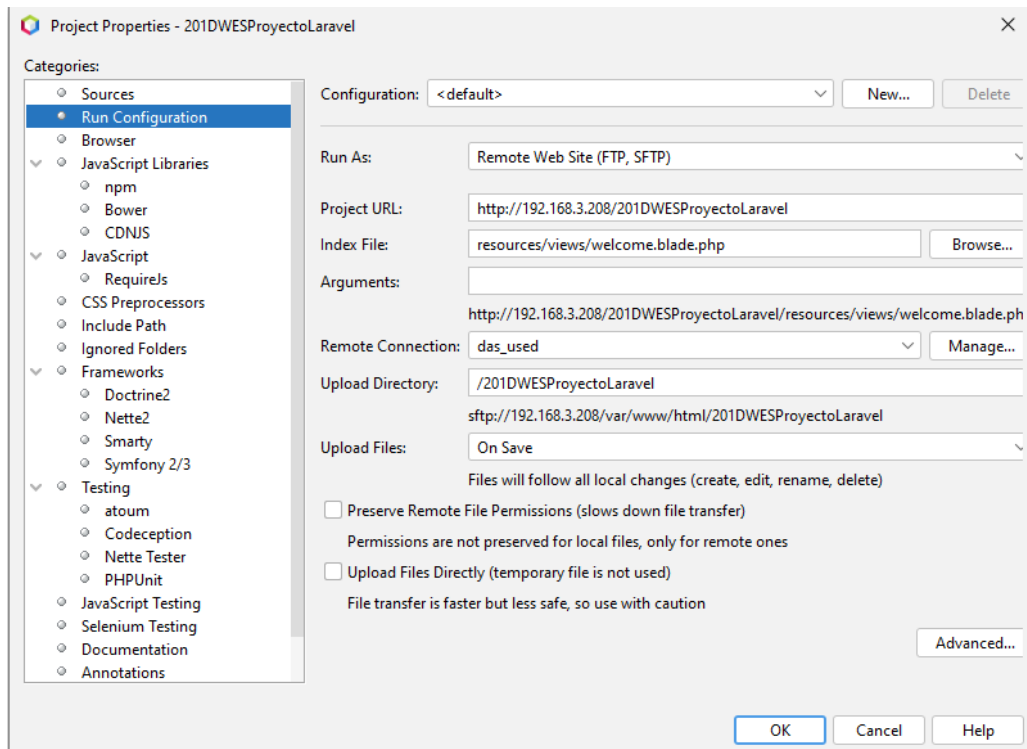 Project Properties - 201DWESProyectoLaravel
Categories:
Sources
Run Configuration
Browser
JavaScript Libraries
npm
Bower
CDNJS
JavaScript
RequireJs
CSS Preprocessors
Include Path
Ignored Folders
Frameworks
Doctrine2
Nette2
Smarty
Symfony 2/3
Testing
atoum
Codeception
Nette Tester
PHPUnit
JavaScript Testing
Selenium Testing
Documentation
Annotations
Configuration: <default> New... Delete
Run As: Remote Web Site (FTP, SFTP)
Project URL: http://192.168.3.208/201DWESProyectoLaravel
Index File: resources/views/welcome.blade.php Browse...
Arguments:
http://192.168.3.208/201DWESProyectoLaravel/resources/views/welcome.blade.ph
Remote Connection: das_used Manage...
Upload Directory: /201DWESProyectoLaravel
sftp://192.168.3.208/var/www/html/201DWESProyectoLaravel
Upload Files: On Save
Files will follow all local changes (create, edit, rename, delete)
Preserve Remote File Permissions (slows down file transfer)
Permissions are not preserved for local files, only for remote ones
Upload Files Directly (temporary file is not used)
File transfer is faster but less safe, so use with caution
Advanced...
OK Cancel Help